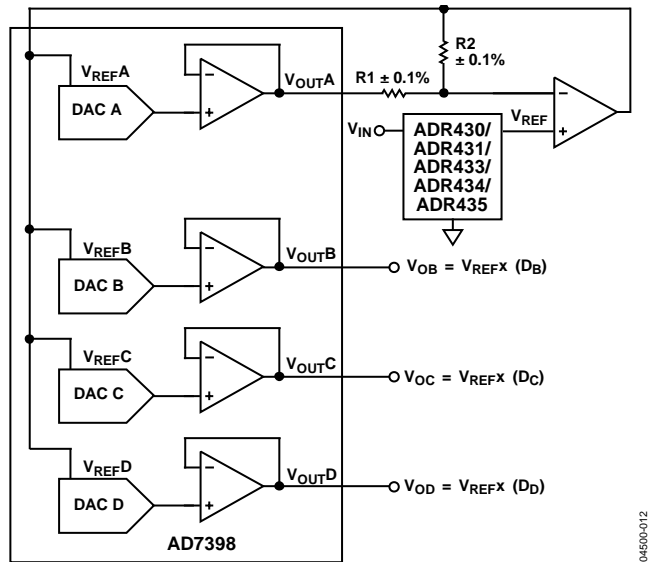 R2
± 0.1%
R1 ± 0.1%
VREFA
DAC A
VOUTA
VIN
ADR430/
ADR431/
ADR433/
ADR434/
ADR435
VREF
VREFB
DAC B
VOUTB
VOB = VREFx (DB)
VREFC
DAC C
VOUTC
VOC = VREFx (DC)
VREFD
DAC D
VOUTD
VOD = VREFx (DD)
AD7398
04500-012